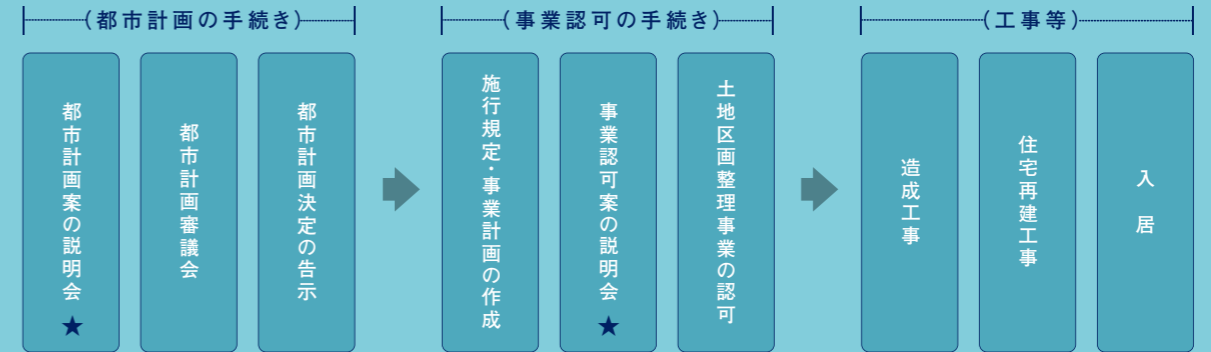 (都市計画の手続き)
都市計画案の説明会★
都市計画審議会
都市計画決定の告示
(事業認可の手続き)
施行規定・事業計画の作成
事業認可案の説明会★
土地区画整理事業の認可
(工事等)
造成工事
住宅再建工事
入居